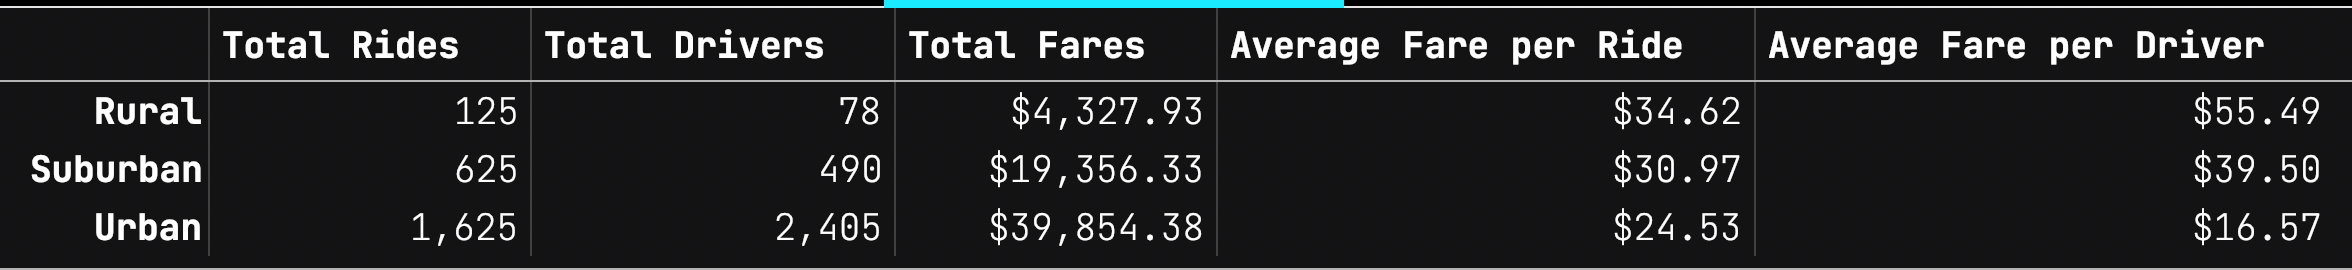 Total Rides Total Drivers Total Fares Average Fare per Ride Average Fare per Driver
Rural 125 78 $4,327.93 $34.62 $55.49
Suburban 625 490 $19,356.33 $30.97 $39.50
Urban 1,625 2,405 $39,854.38 $24.53 $16.57